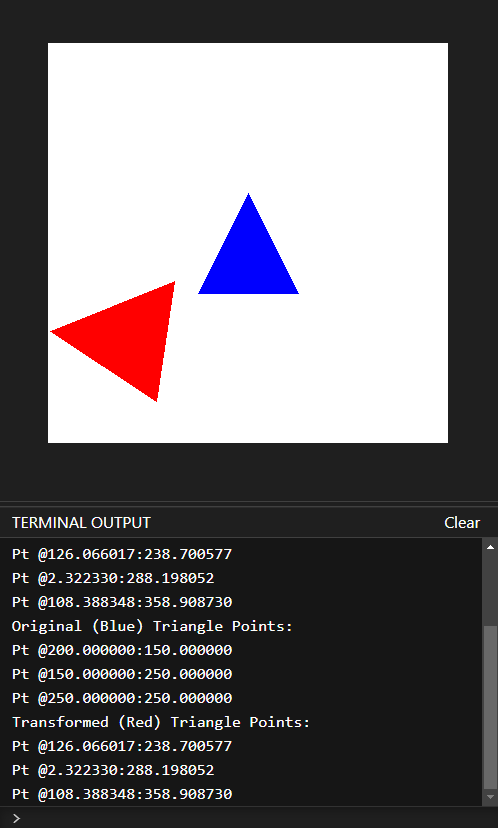 TERMINAL OUTPUT
Clear
Pt @126.066017:238.700577
Pt @2.322330:288.198052
Pt @108.388348:358.908730
Original (Blue) Triangle Points:
Pt @200.000000:150.000000
Pt @150.000000:250.000000
Pt @250.000000:250.000000
Transformed (Red) Triangle Points:
Pt @126.066017:238.700577
Pt @2.322330:288.198052
Pt @108.388348:358.908730
>